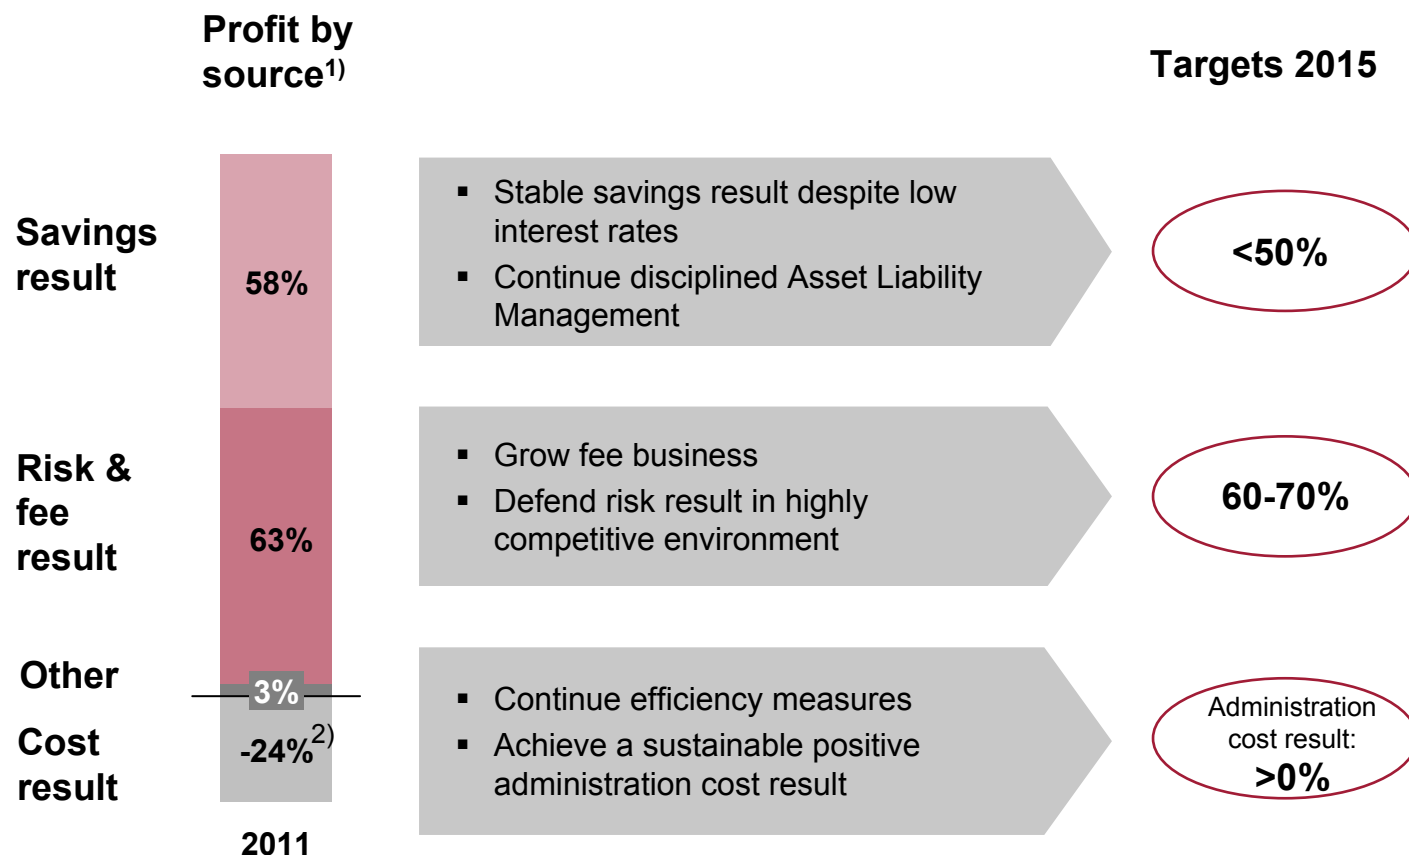 Profit by
source1)
Targets 2015
Savings
result
58%
▪ Stable savings result despite low
interest rates
▪ Continue disciplined Asset Liability
Management
<50%
Risk &
fee
result
63%
▪ Grow fee business
▪ Defend risk result in highly
competitive environment
60-70%
Other
3%
Cost
result
-24%2)
▪ Continue efficiency measures
▪ Achieve a sustainable positive
administration cost result
Administration
cost result:
>0%
2011